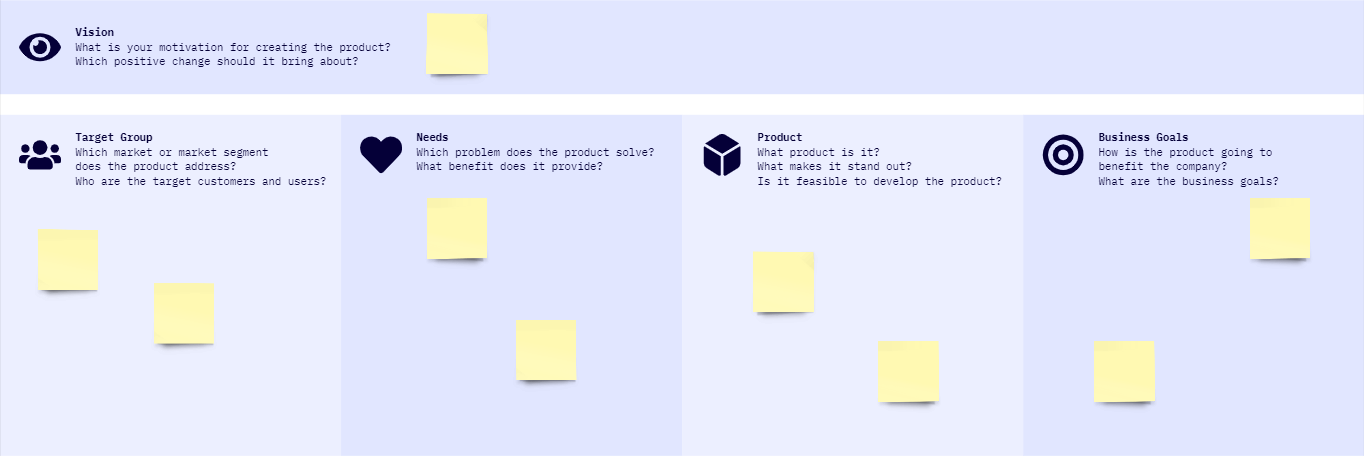 Vision
What is your motivation for creating the product?
Which positive change should it bring about?
Target Group
Which market or market segment
does the product address?
Who are the target customers and users?
Needs
Which problem does the product solve?
What benefit does it provide?
Product
What product is it?
What makes it stand out?
Is it feasible to develop the product?
Business Goals
How is the product going to
benefit the company?
What are the business goals?